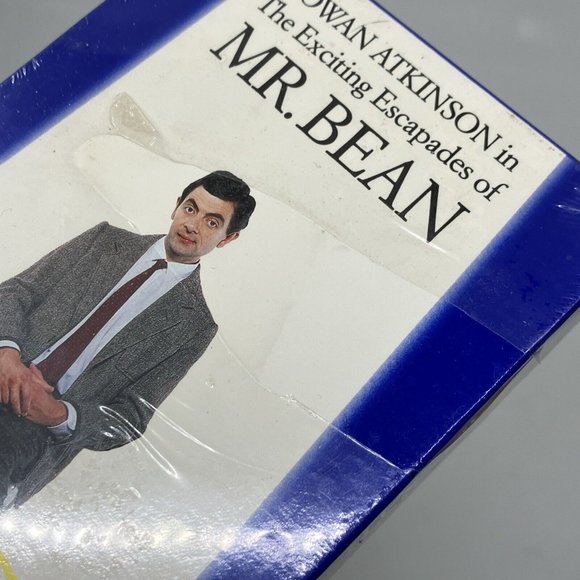 OWAN ATKINSON in
The Exciting Escapades of
MR. BEAN